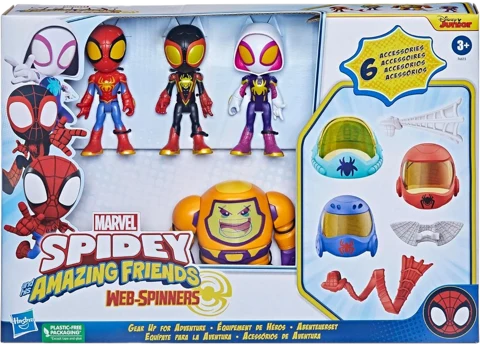 Disney
Junior
6
ACCESSORIES
ACCESSOIRES
ACCESORIOS
ACESSÓRIOS
3+
MARVEL
SPIDEY
AND HIS
AMAZING FRIENDS
WEB-SPINNERS
Hasbro
PLASTIC-FREE
PACKAGING
Gear Up for Adventure • Équipement de Héros • Abenteuerset
Equípate para la Aventura • Acessórios de Aventura